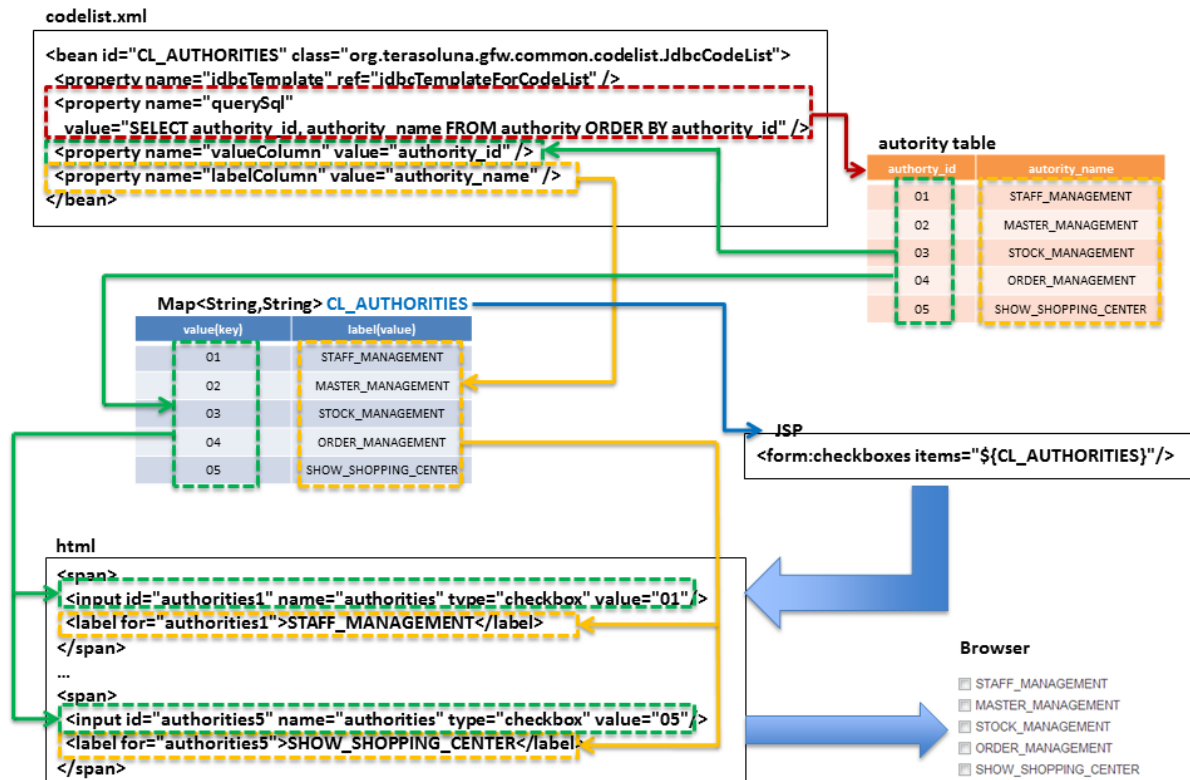 codelist.xml
<bean id="CL_AUTHORITIES" class="org.terasoluna.gfw.common.codelist.JdbcCodeList">
<property name="jdbcTemplate" ref="jdbcTemplateForCodeList" />
<property name="querySql"
value="SELECT authority_id, authority_name FROM authority ORDER BY authority_id" />
<property name="valueColumn" value="authority_id" />
<property name="labelColumn" value="authority_name" />
</bean>
autority table
authorty_id autority_name
01 STAFF_MANAGEMENT
02 MASTER_MANAGEMENT
03 STOCK_MANAGEMENT
04 ORDER_MANAGEMENT
05 SHOW_SHOPPING_CENTER
Map<String,String> CL_AUTHORITIES
value(key) label(value)
01 STAFF_MANAGEMENT
02 MASTER_MANAGEMENT
03 STOCK_MANAGEMENT
04 ORDER_MANAGEMENT
05 SHOW_SHOPPING_CENTER
JSP
<form:checkboxes items="${CL_AUTHORITIES}"/>
html
<span>
<input id="authorities1" name="authorities" type="checkbox" value="01"/>
<label for="authorities1">STAFF_MANAGEMENT</label>
</span>
...
<span>
<input id="authorities5" name="authorities" type="checkbox" value="05"/>
<label for="authorities5">SHOW_SHOPPING_CENTER</label>
</span>
Browser
STAFF_MANAGEMENT
MASTER_MANAGEMENT
STOCK_MANAGEMENT
ORDER_MANAGEMENT
SHOW_SHOPPING_CENTER